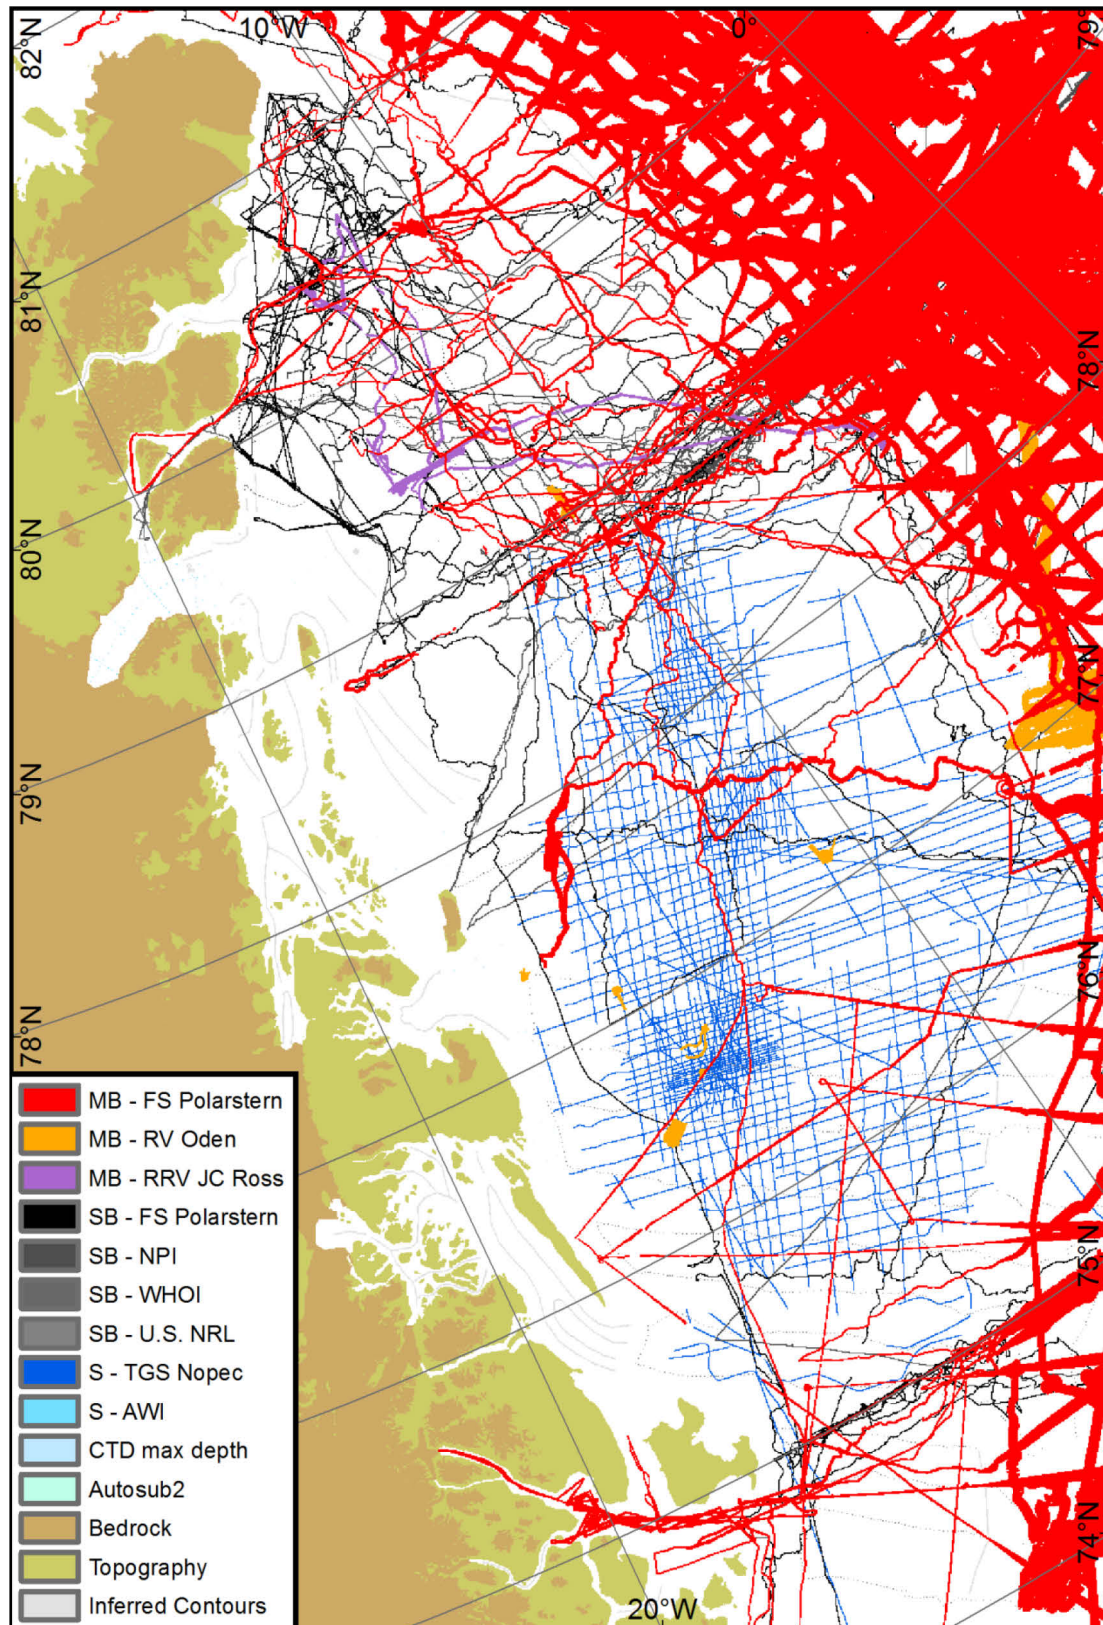 82°N
10°W
0°
79°
81°N
78°N
80°N
77°N
79°N
76°N
78°N
75°N
74°N
20°W
MB - FS Polarstern
MB - RV Oden
MB - RRV JC Ross
SB - FS Polarstern
SB - NPI
SB - WHOI
SB - U.S. NRL
S - TGS Nopec
S - AWI
CTD max depth
Autosub2
Bedrock
Topography
Inferred Contours